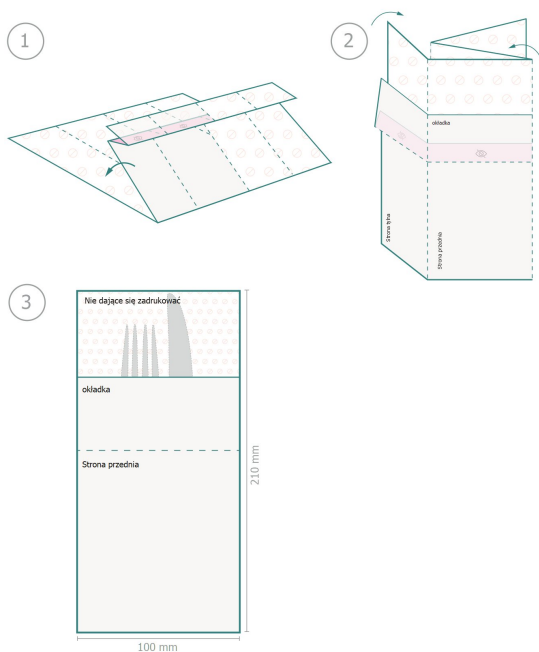 1
2
okładka
Strona tylna
Strona przednia
3
Nie dające się zadrukować
okładka
Strona przednia
210 mm
100 mm